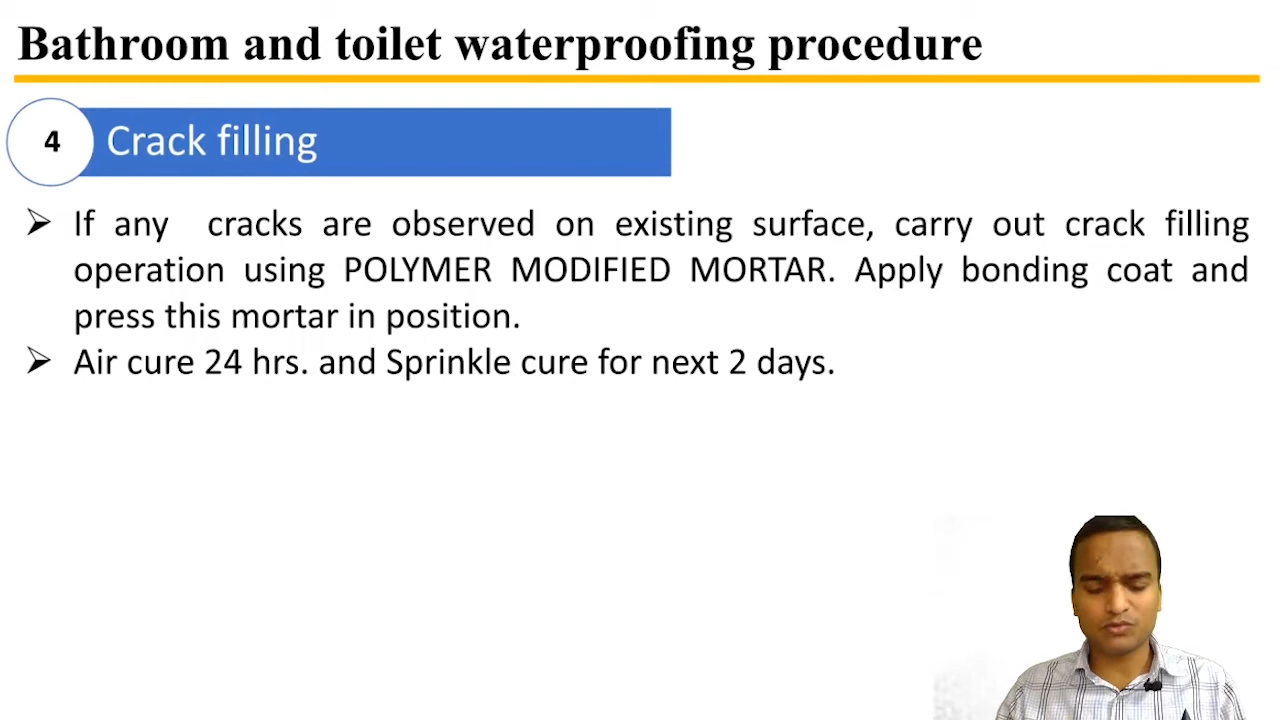 Bathroom and toilet waterproofing procedure
4
Crack filling
➢ If any cracks are observed on existing surface, carry out crack filling
operation using POLYMER MODIFIED MORTAR. Apply bonding coat and
press this mortar in position.
➢ Air cure 24 hrs. and Sprinkle cure for next 2 days.